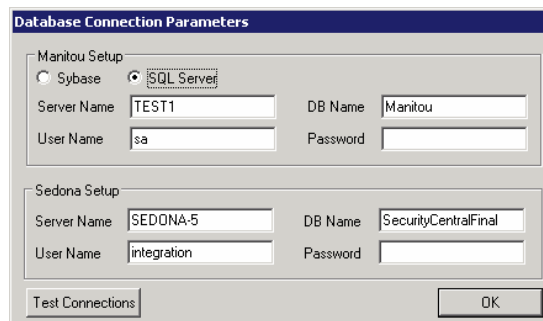 Database Connection Parameters
Manitou Setup
Sybase SQL Server
Server Name TEST1 DB Name Manitou
User Name sa Password
Sedona Setup
Server Name SEDONA-5 DB Name SecurityCentralFinal
User Name integration Password
Test Connections OK